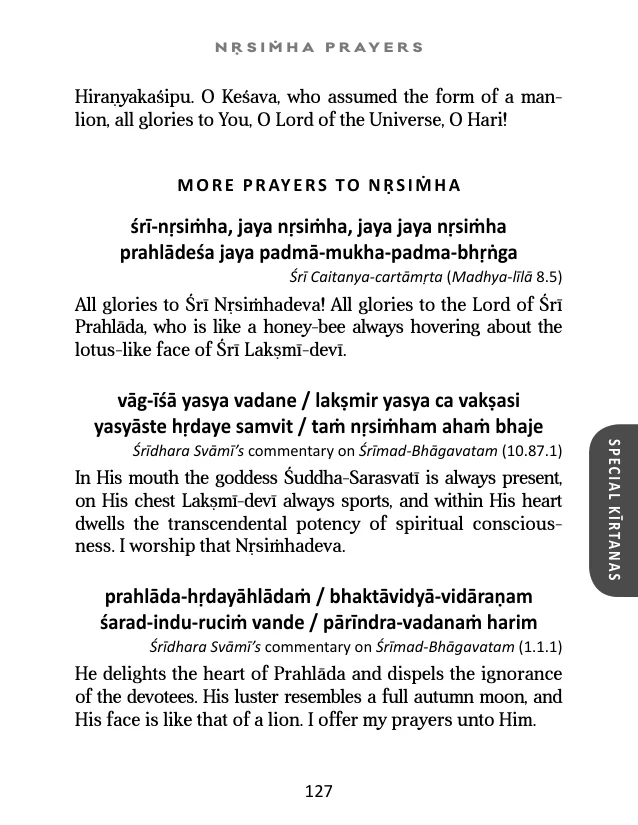 NṚSIṀHA PRAYERS
Hiraṇyakaśipu. O Keśava, who assumed the form of a man-
lion, all glories to You, O Lord of the Universe, O Hari!
MORE PRAYERS TO NṚSIṀHA
śrī-nṛsiṁha, jaya nṛsiṁha, jaya jaya nṛsiṁha
prahlādeśa jaya padmā-mukha-padma-bhṛṅga
Śrī Caitanya-cartāmṛta (Madhya-līlā 8.5)
All glories to Śrī Nṛsiṁhadeva! All glories to the Lord of Śrī
Prahlāda, who is like a honey-bee always hovering about the
lotus-like face of Śrī Lakṣmī-devī.
vāg-īśā yasya vadane / lakṣmir yasya ca vakṣasi
yasyāste hṛdaye samvit / taṁ nṛsiṁham ahaṁ bhaje
Śrīdhara Svāmī’s commentary on Śrīmad-Bhāgavatam (10.87.1)
In His mouth the goddess Śuddha-Sarasvatī is always present,
on His chest Lakṣmī-devī always sports, and within His heart
dwells the transcendental potency of spiritual conscious-
ness. I worship that Nṛsiṁhadeva.
prahlāda-hṛdayāhlādaṁ / bhaktāvidyā-vidāraṇam
śarad-indu-ruciṁ vande / pārīndra-vadanaṁ harim
Śrīdhara Svāmī’s commentary on Śrīmad-Bhāgavatam (1.1.1)
He delights the heart of Prahlāda and dispels the ignorance
of the devotees. His luster resembles a full autumn moon, and
His face is like that of a lion. I offer my prayers unto Him.
SPECIAL KĪRTANAS
127